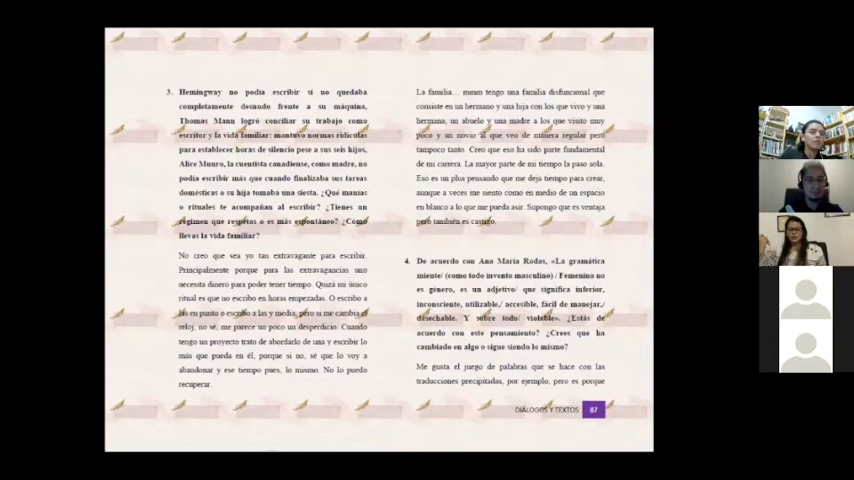 3. Hemingway no podía escribir si no quedaba
completamente desnudo frente a su máquina,
Thomas Mann logró conciliar su trabajo como
escritor y la vida familiar: mantuvo normas ridículas
para establecer horas de silencio pese a sus seis hijos,
Alice Munro, la cuentista canadiense, como madre, no
podía escribir más que cuando finalizaba sus tareas
domésticas o su hija tomaba una siesta. ¿Qué manías
o rituales te acompañan al escribir? ¿Tienes un
régimen que respetas o es más espontáneo? ¿Cómo
llevas la vida familiar?
No creo que sea yo tan extravagante para escribir.
Principalmente porque para las extravagancias uno
necesita dinero para poder tener tiempo. Quizá mi único
ritual es que no escribo en horas empezadas. O escribo a
las en punto o escribo a las y media, pero si me cambia el
reloj, no sé, me parece un poco un desperdicio. Cuando
tengo un proyecto trato de abordarlo de una y escribir lo
más que pueda en él, porque si no, sé que lo voy a
abandonar y ese tiempo pues, lo mismo. No lo puedo
recuperar.
La familia… mmm tengo una familia disfuncional que
consiste en un hermano y una hija con los que vivo y una
hermana, un abuelo y una madre a los que visito muy
poco y un novio al que veo de manera regular pero
tampoco tanto. Creo que eso ha sido parte fundamental
de mi carrera. La mayor parte de mi tiempo la paso sola.
Eso es un plus pensando que me deja tiempo para crear,
aunque a veces me siento como en medio de un espacio
en blanco a lo que me pueda asir. Supongo que es ventaja
pero también es castigo.
4. De acuerdo con Ana María Rodas, «La gramática
miente/ (como todo invento masculino) / Femenino no
es género, es un adjetivo/ que significa inferior,
inconsciente, utilizable,/ accesible, fácil de manejar,/
desechable. Y sobre todo/ violable». ¿Estás de
acuerdo con este pensamiento? ¿Crees que ha
cambiado en algo o sigue siendo lo mismo?
Me gusta el juego de palabras que se hace con las
traducciones precipitadas, por ejemplo, pero es porque
DIÁLOGOS Y TEXTOS 87